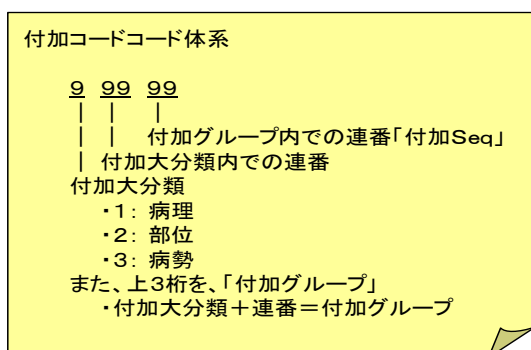 付加コードコード体系
9 99 99
| | |
| | 付加グループ内での連番「付加Seq」
| 付加大分類内での連番
付加大分類
・1: 病理
・2: 部位
・3: 病勢
また、上3桁を、「付加グループ」
・付加大分類+連番=付加グループ